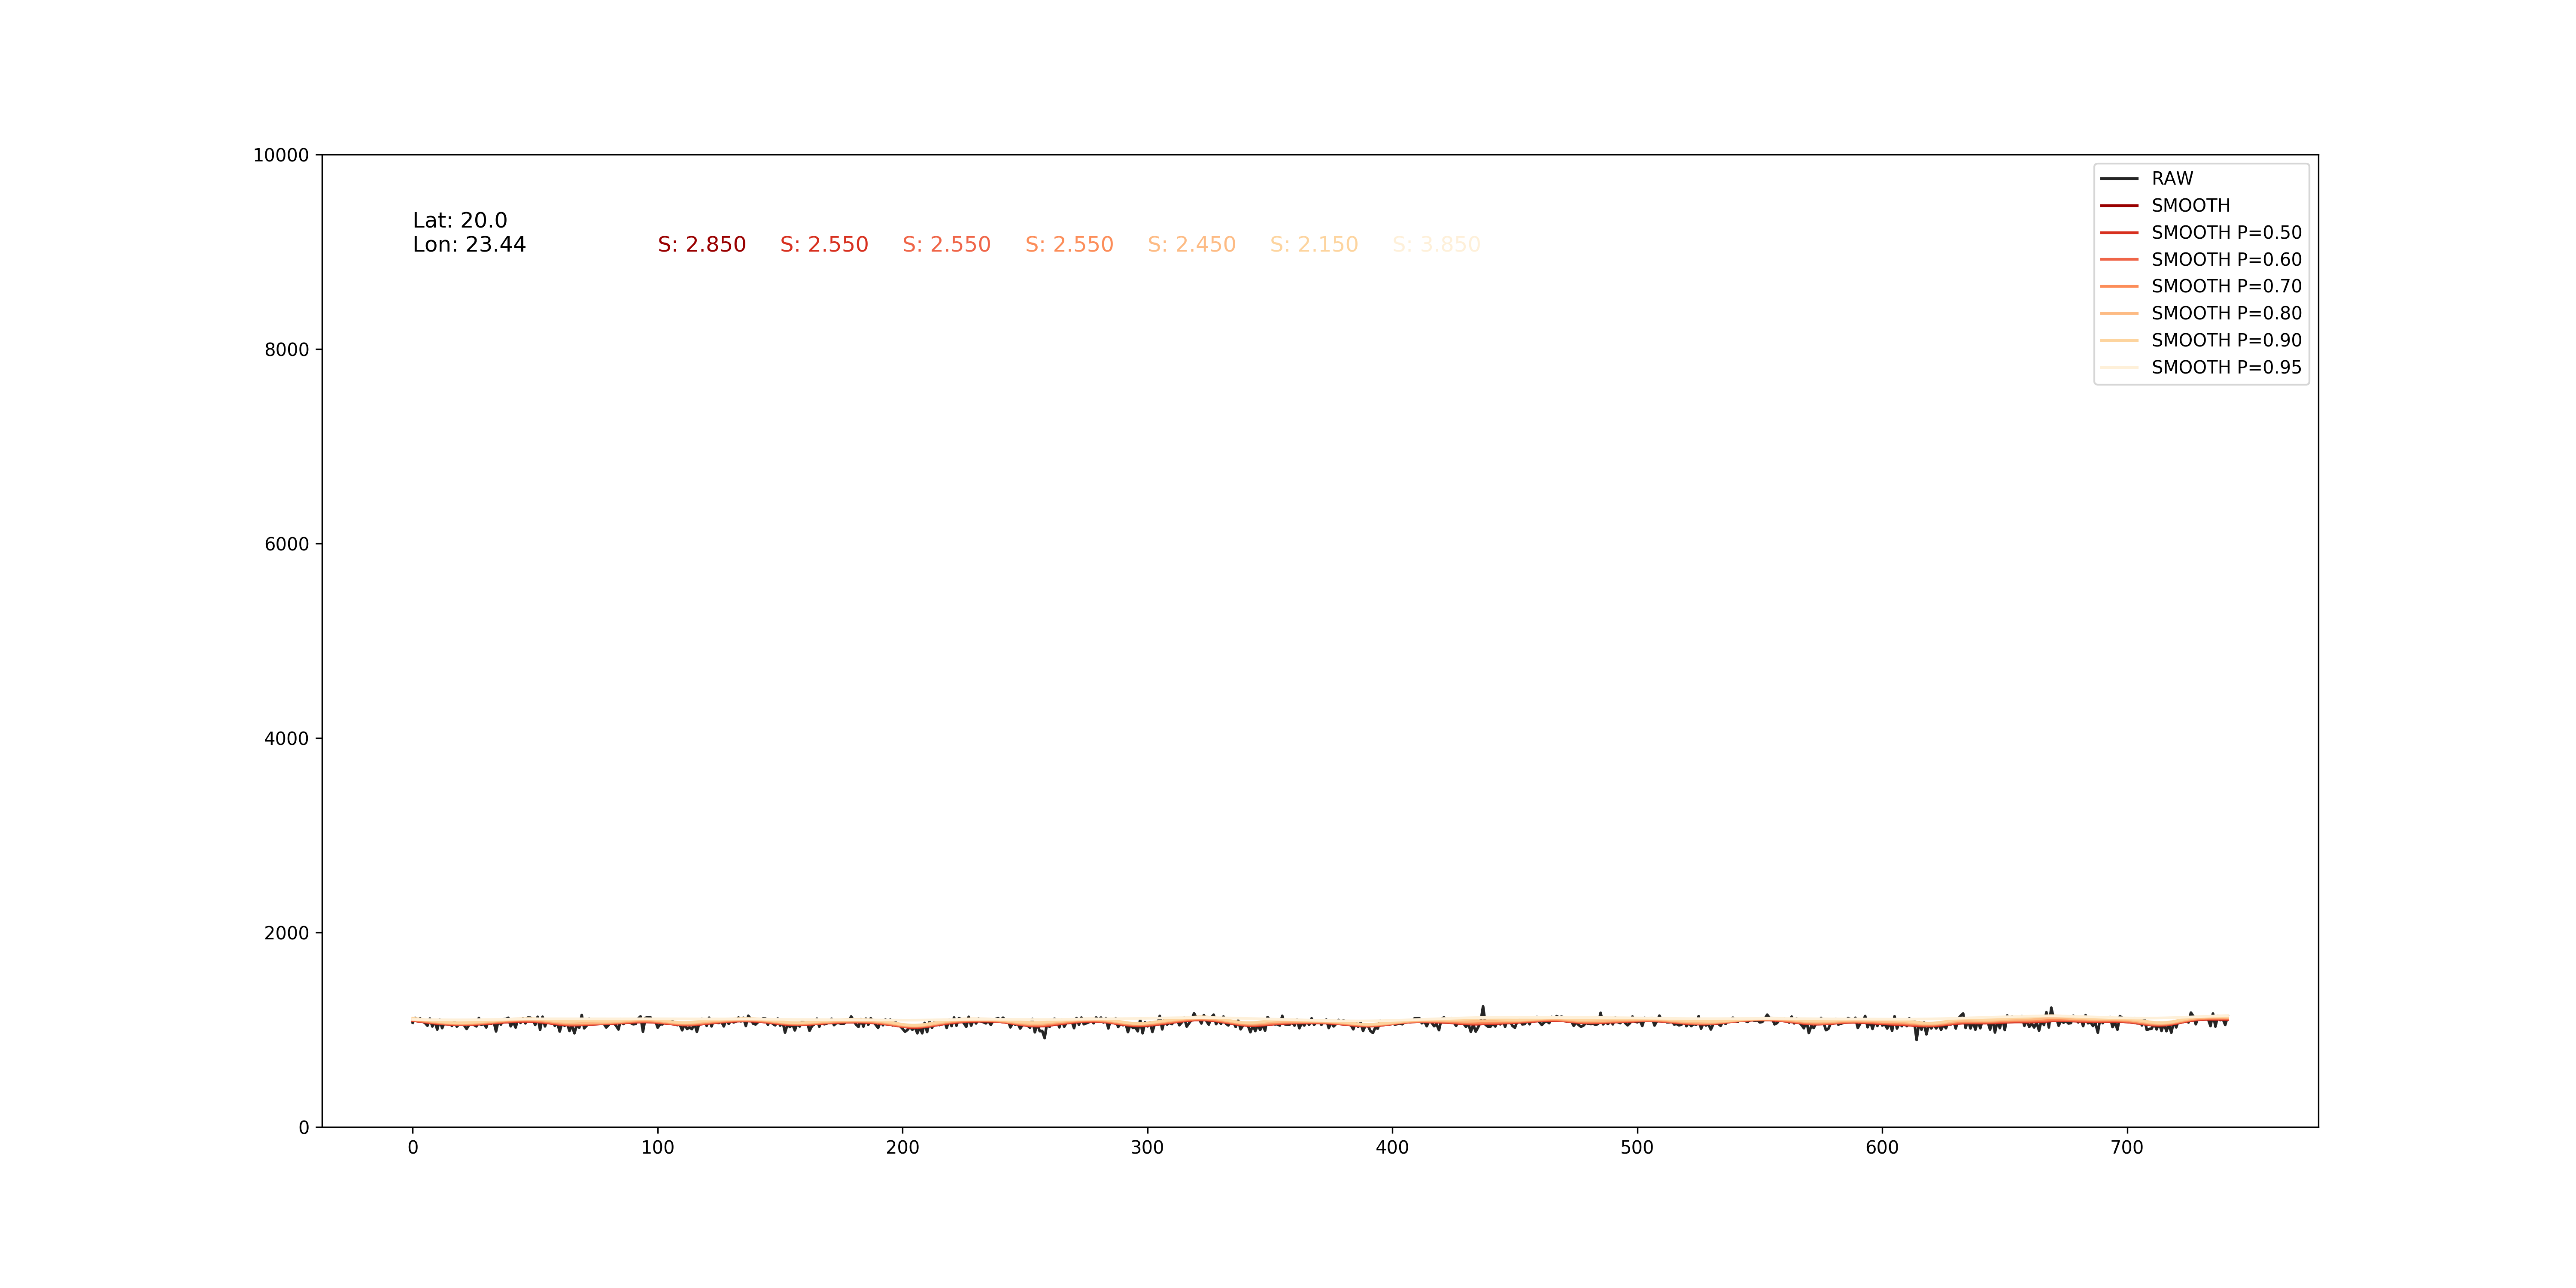 10000
8000
6000
4000
2000
0
Lat: 20.0
Lon: 23.44
S: 2.850 S: 2.550 S: 2.550 S: 2.550 S: 2.450 S: 2.150 S: 3.850
RAW
SMOOTH
SMOOTH P=0.50
SMOOTH P=0.60
SMOOTH P=0.70
SMOOTH P=0.80
SMOOTH P=0.90
SMOOTH P=0.95
0 100 200 300 400 500 600 700